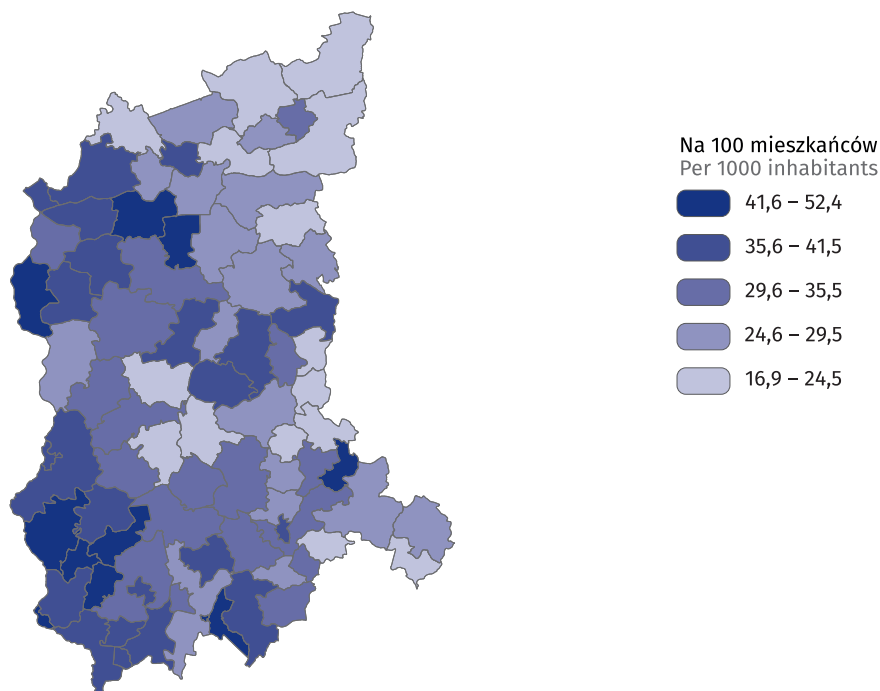 Na 100 mieszkańców
Per 1000 inhabitants
41,6 – 52,4
35,6 – 41,5
29,6 – 35,5
24,6 – 29,5
16,9 – 24,5